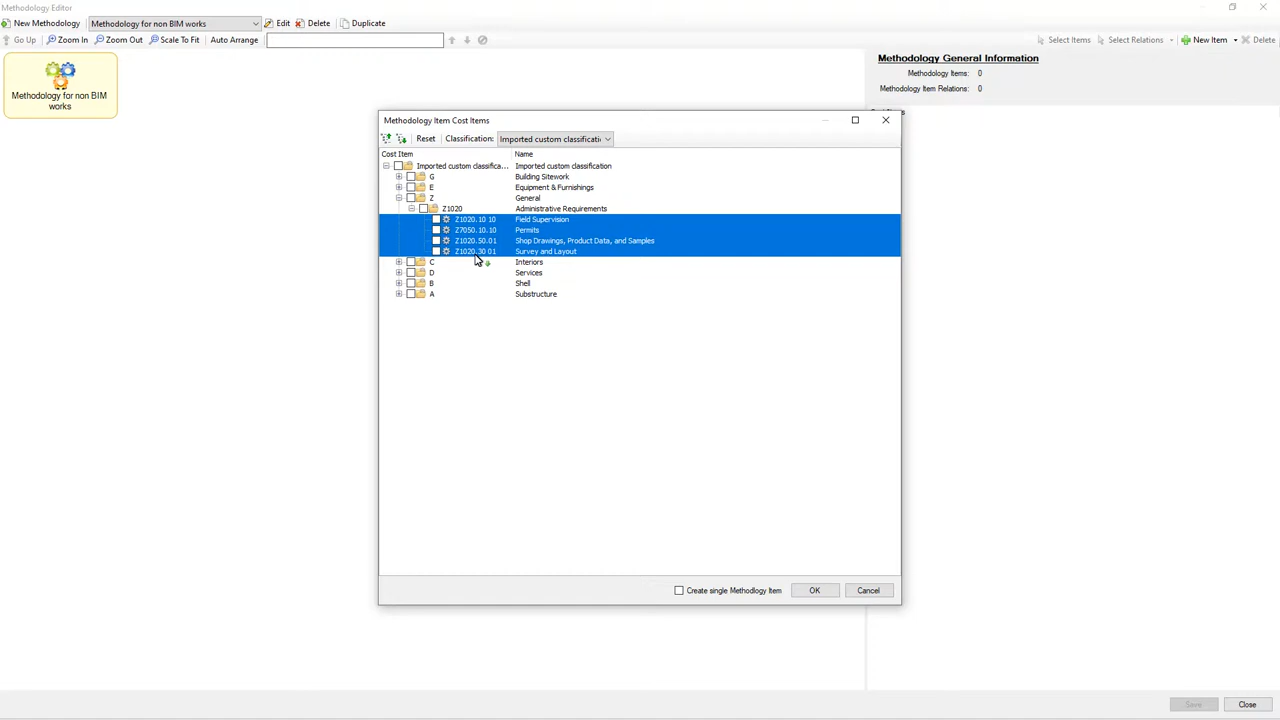 Methodology Editor
New Methodology Methodology for non BIM works Edit Delete Duplicate
Go Up Zoom In Zoom Out Scale To Fit Auto Arrange Select Items Select Relations New Item Delete
Methodology for non BIM
works
Methodology General Information
Methodology Items: 0
Methodology Item Relations: 0
Methodology Item Cost Items
Reset Classification: Imported custom classificati
Cost Item Name
Imported custom classifica... Imported custom classification
G Building Sitework
E Equipment & Furnishings
Z General
Z1020 Administrative Requirements
Z1020.10 10 Field Supervision
Z7050.10.10 Permits
Z1020.50.01 Shop Drawings, Product Data, and Samples
Z1020.30 01 Survey and Layout
C Interiors
D Services
B Shell
A Substructure
Create single Methodlogy Item OK Cancel
Save Close